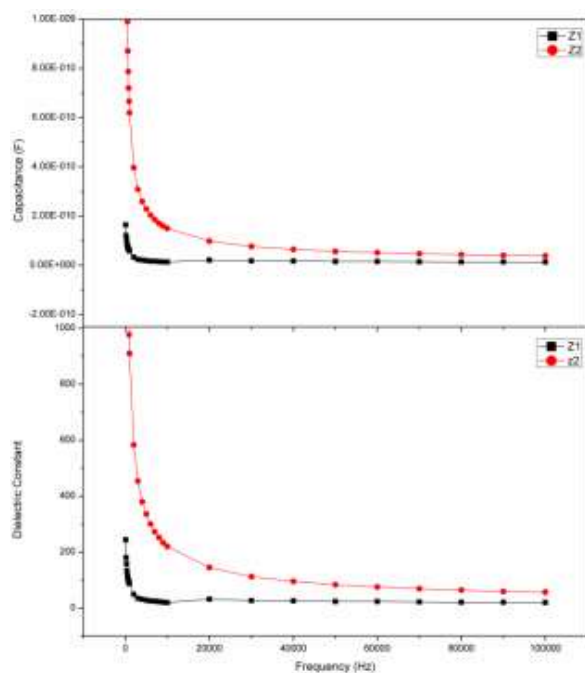 1.00E-009
8.00E-010
6.00E-010
4.00E-010
2.00E-010
0.00E+000
-2.00E-010
Capacitance (F)
Z1
Z2
1000
800
600
400
200
0
Dielectric Constant
Z1
z2
0 20000 40000 60000 80000 100000
Frequency (Hz)